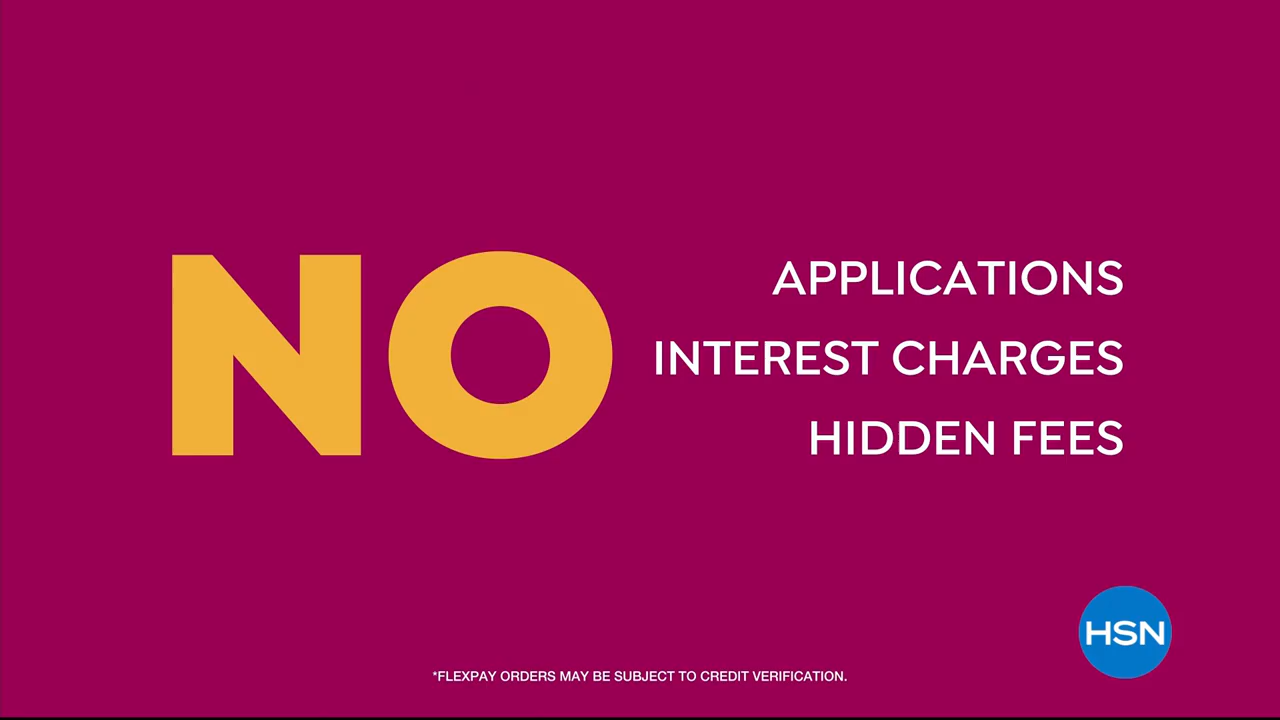 NO
APPLICATIONS
INTEREST CHARGES
HIDDEN FEES
HSN
*FLEXPAY ORDERS MAY BE SUBJECT TO CREDIT VERIFICATION.